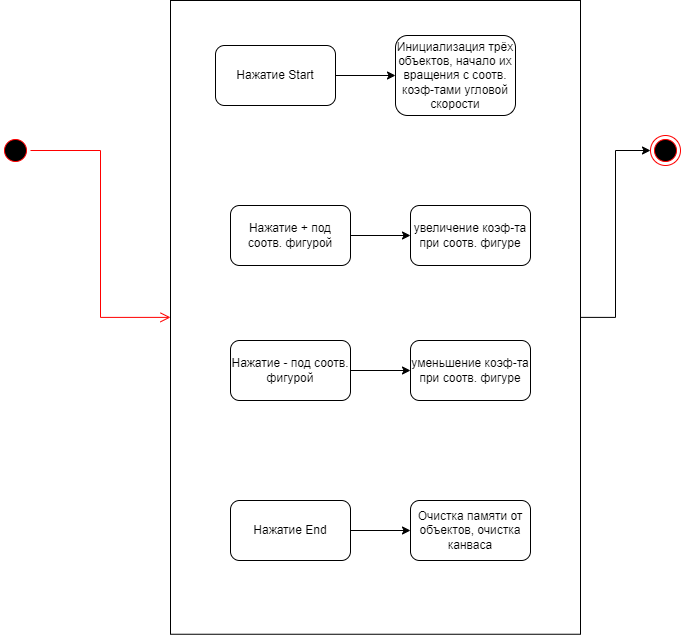 Нажатие Start
Инициализация трёх
объектов, начало их
вращения с соотв.
коэф-тами угловой
скорости
Нажатие + под
соотв. фигурой
увеличение коэф-та
при соотв. фигуре
Нажатие - под соотв.
фигурой
уменьшение коэф-та
при соотв. фигуре
Нажатие End
Очистка памяти от
объектов, очистка
канваса